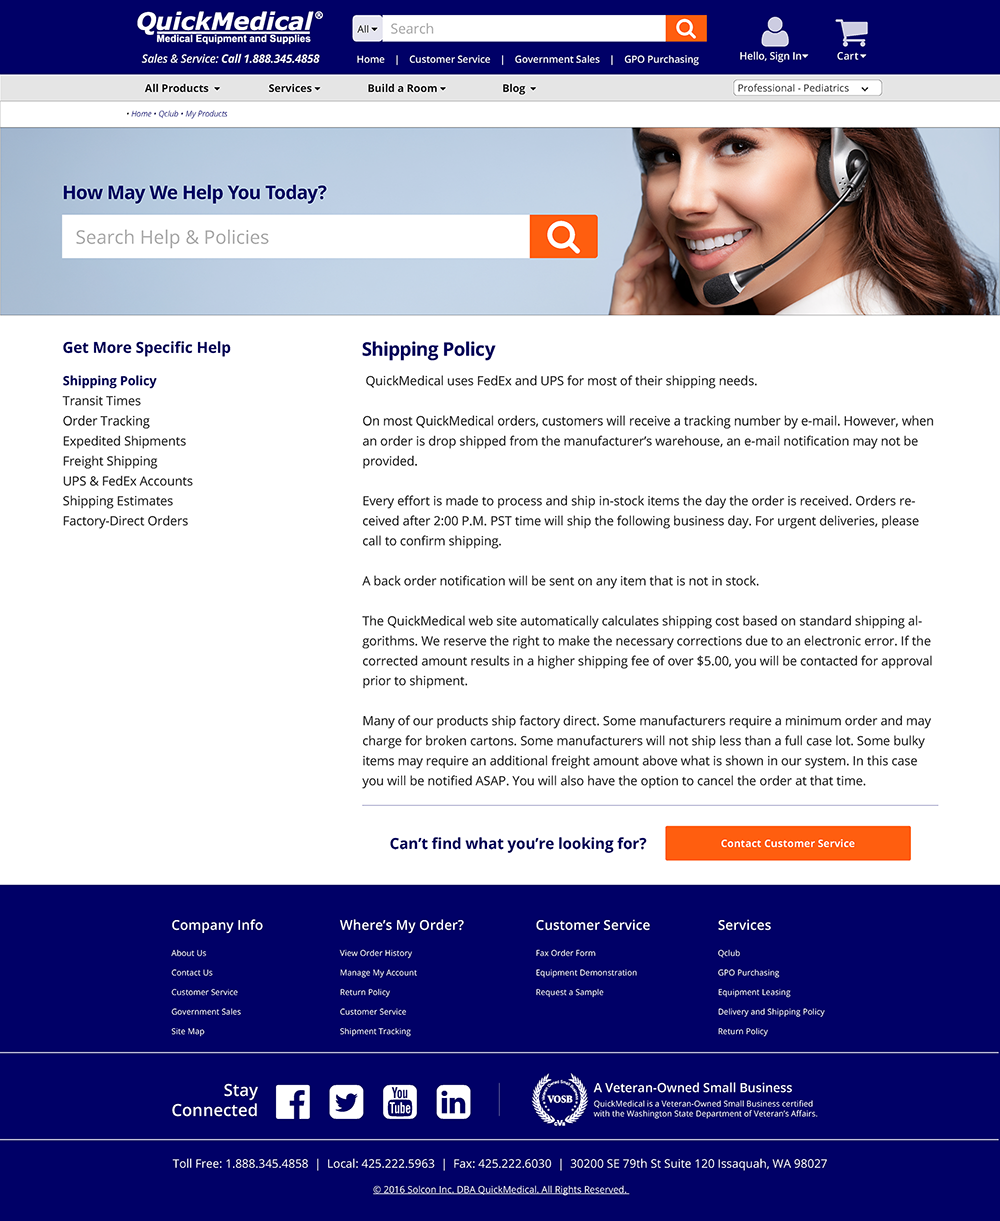 QuickMedical®
Medical Equipment and Supplies
Sales & Service: Call 1.888.345.4858
All Search
Home | Customer Service | Government Sales | GPO Purchasing
Hello, Sign In
Cart
All Products Services Build a Room Blog Professional - Pediatrics
• Home • Qclub • My Products
How May We Help You Today?
Search Help & Policies
Get More Specific Help
Shipping Policy
Transit Times
Order Tracking
Expedited Shipments
Freight Shipping
UPS & FedEx Accounts
Shipping Estimates
Factory-Direct Orders
Shipping Policy
QuickMedical uses FedEx and UPS for most of their shipping needs.
On most QuickMedical orders, customers will receive a tracking number by e-mail. However, when
an order is drop shipped from the manufacturer's warehouse, an e-mail notification may not be
provided.
Every effort is made to process and ship in-stock items the day the order is received. Orders re-
ceived after 2:00 P.M. PST time will ship the following business day. For urgent deliveries, please
call to confirm shipping.
A back order notification will be sent on any item that is not in stock.
The QuickMedical web site automatically calculates shipping cost based on standard shipping al-
gorithms. We reserve the right to make the necessary corrections due to an electronic error. If the
corrected amount results in a higher shipping fee of over $5.00, you will be contacted for approval
prior to shipment.
Many of our products ship factory direct. Some manufacturers require a minimum order and may
charge for broken cartons. Some manufacturers will not ship less than a full case lot. Some bulky
items may require an additional freight amount above what is shown in our system. In this case
you will be notified ASAP. You will also have the option to cancel the order at that time.
Can't find what you're looking for?
Contact Customer Service
Company Info
About Us
Contact Us
Customer Service
Government Sales
Site Map
Where's My Order?
View Order History
Manage My Account
Return Policy
Customer Service
Shipment Tracking
Customer Service
Fax Order Form
Equipment Demonstration
Request a Sample
Services
Qclub
GPO Purchasing
Equipment Leasing
Delivery and Shipping Policy
Return Policy
Stay
Connected
You
Tube
in
VOSB
A Veteran-Owned Small Business
QuickMedical is a Veteran-Owned Small Business certified
with the Washington State Department of Veteran's Affairs.
Toll Free: 1.888.345.4858 | Local: 425.222.5963 | Fax: 425.222.6030 | 30200 SE 79th St Suite 120 Issaquah, WA 98027
© 2016 Solcon Inc. DBA QuickMedical. All Rights Reserved.